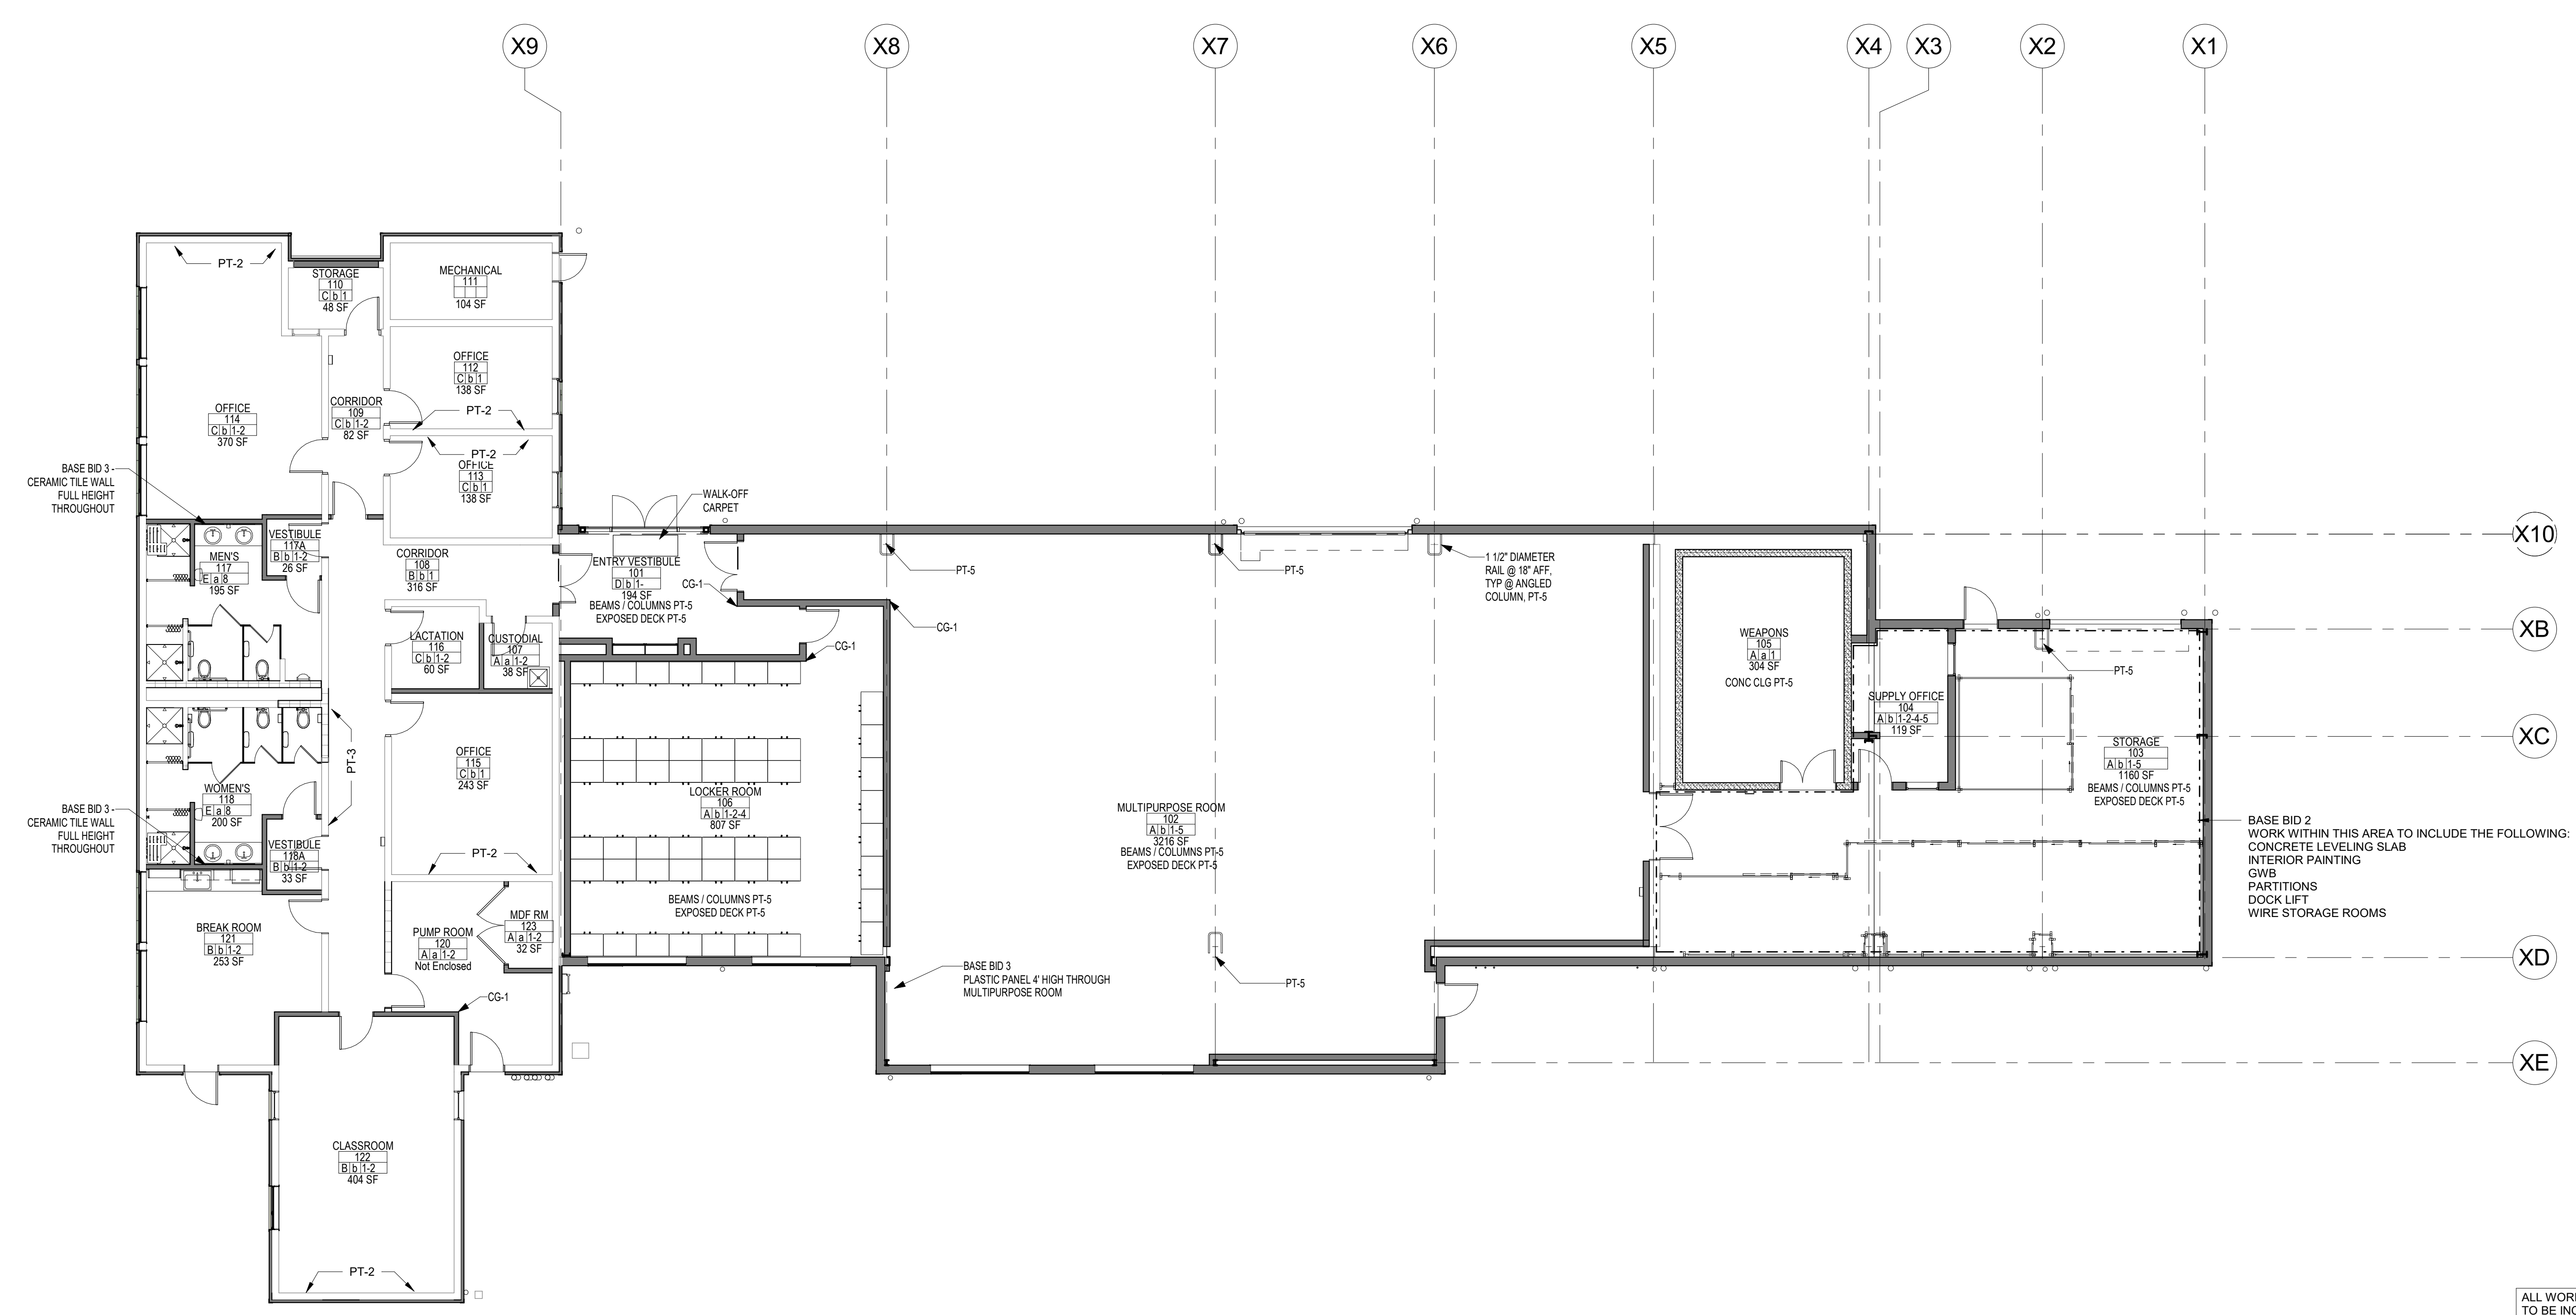 X9
X8
X7
X6
X5
X4
X3
X2
X1
PT-2
STORAGE
110
C b 1
48 SF
MECHANICAL
111
104 SF
OFFICE
112
C b 1
138 SF
PT-2
OFFICE
114
C b 1-2
370 SF
CORRIDOR
109
C b 1-2
82 SF
PT-2
OFFICE
113
C b 1
138 SF
BASE BID 3 -
CERAMIC TILE WALL
FULL HEIGHT
THROUGHOUT
WALK-OFF
CARPET
X10
VESTIBULE
117A
B b 1-2
26 SF
MEN'S
117
E a 8
195 SF
CORRIDOR
108
B b 1
316 SF
ENTRY VESTIBULE
101
D b 1-
194 SF
BEAMS / COLUMNS PT-5
EXPOSED DECK PT-5
CG-1
PT-5
PT-5
1 1/2" DIAMETER
RAIL @ 18" AFF,
TYP @ ANGLED
COLUMN, PT-5
CG-1
CG-1
XB
LACTATION
116
C b 1-2
60 SF
CUSTODIAL
107
A a 1-2
38 SF
WEAPONS
105
A a 1
304 SF
CONC CLG PT-5
PT-5
SUPPLY OFFICE
104
A b 1-2-4-5
119 SF
XC
STORAGE
103
A b 1-5
1160 SF
BEAMS / COLUMNS PT-5
EXPOSED DECK PT-5
PT-3
OFFICE
115
C b 1
243 SF
WOMEN'S
118
E a 8
200 SF
BASE BID 3 -
CERAMIC TILE WALL
FULL HEIGHT
THROUGHOUT
LOCKER ROOM
106
A b 1-2-4
807 SF
MULTIPURPOSE ROOM
102
A b 1-5
3216 SF
BEAMS / COLUMNS PT-5
EXPOSED DECK PT-5
BASE BID 2
WORK WITHIN THIS AREA TO INCLUDE THE FOLLOWING:
CONCRETE LEVELING SLAB
INTERIOR PAINTING
GWB
PARTITIONS
DOCK LIFT
WIRE STORAGE ROOMS
VESTIBULE
118A
B b 1-2
33 SF
PT-2
BEAMS / COLUMNS PT-5
EXPOSED DECK PT-5
BREAK ROOM
121
B b 1-2
253 SF
PUMP ROOM
120
A a 1-2
Not Enclosed
MDF RM
123
A a 1-2
32 SF
XD
BASE BID 3
PLASTIC PANEL 4' HIGH THROUGH
MULTIPURPOSE ROOM
PT-5
CG-1
XE
CLASSROOM
122
B b 1-2
404 SF
PT-2
ALL WOR
TO BE IN